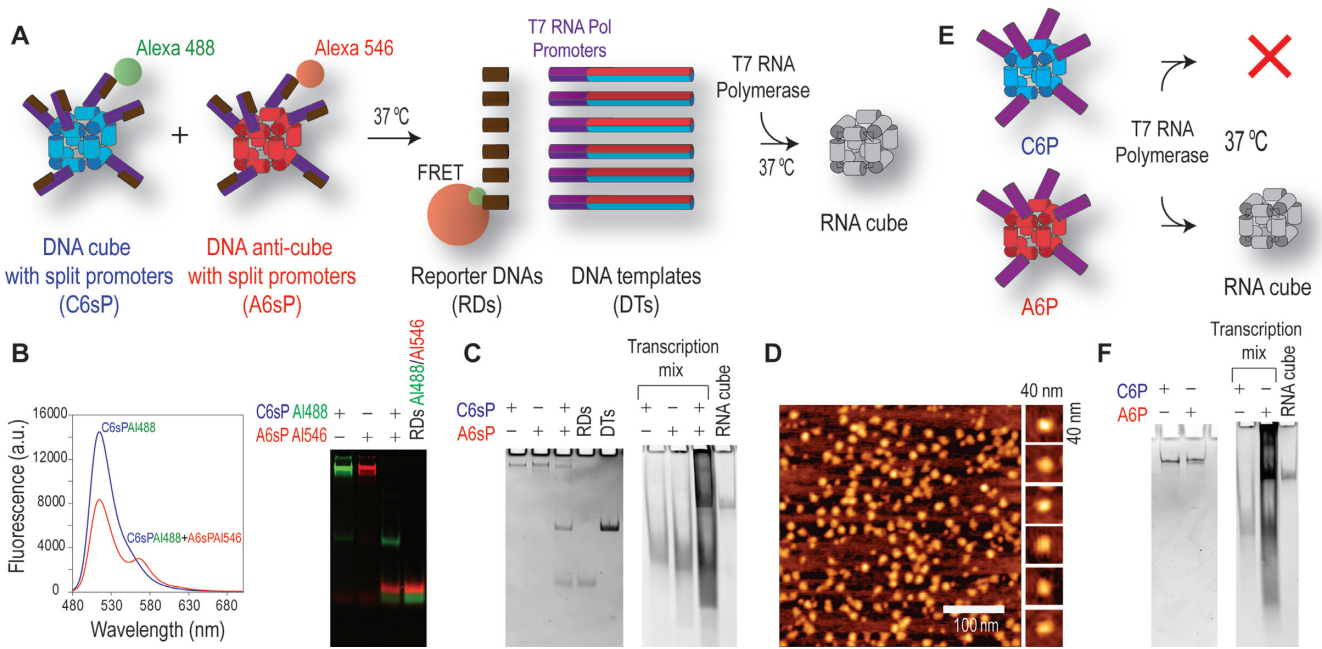 A
Alexa 488
Alexa 546
+
37 ºC
FRET
T7 RNA Pol
Promoters
T7 RNA
Polymerase
37 ºC
RNA cube
DNA cube
with split promoters
(C6sP)
DNA anti-cube
with split promoters
(A6sP)
Reporter DNAs
(RDs)
DNA templates
(DTs)
E
C6P
T7 RNA
Polymerase
37 ºC
A6P
RNA cube
B
Fluorescence (a.u.)
16000
12000
8000
4000
0
480
530
580
630
680
Wavelength (nm)
C6sPAl488
C6sPAl488+A6sPAl546
C6sP Al488 + − +
A6sP Al546 − + +
RDs Al488/Al546
C
C6sP + − +
A6sP − + +
RDs
DTs
Transcription
mix
+ − +
− + +
RNA cube
D
100 nm
40 nm
40 nm
F
C6P + −
A6P − +
Transcription
mix
+ −
− +
RNA cube